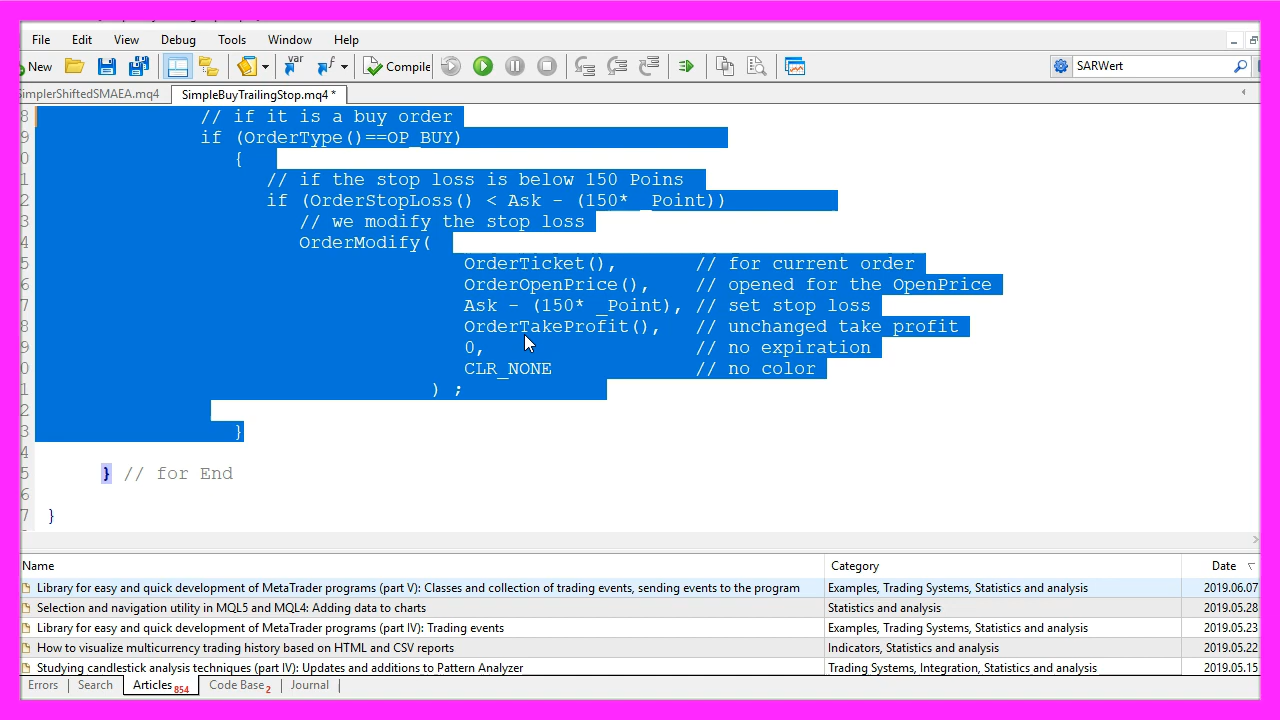 File Edit View Debug Tools Window Help
New Compile SARWert
SimplerShiftedSMAEA.mq4 SimpleBuyTrailingStop.mq4 *
8 // if it is a buy order
9 if (OrderType()==OP_BUY)
0 {
1 // if the stop loss is below 150 Poins
2 if (OrderStopLoss() < Ask - (150* _Point))
3 // we modify the stop loss
4 OrderModify(
5 OrderTicket(), // for current order
6 OrderOpenPrice(), // opened for the OpenPrice
7 Ask - (150* _Point), // set stop loss
8 OrderTakeProfit(), // unchanged take profit
9 0, // no expiration
0 CLR_NONE // no color
1 ) ;
2
3 }
4
5 } // for End
6
7 }
Name Category Date
Library for easy and quick development of MetaTrader programs (part V): Classes and collection of trading events, sending events to the program Examples, Trading Systems, Statistics and analysis 2019.06.07
Selection and navigation utility in MQL5 and MQL4: Adding data to charts Statistics and analysis 2019.05.28
Library for easy and quick development of MetaTrader programs (part IV): Trading events Examples, Trading Systems, Statistics and analysis 2019.05.23
How to visualize multicurrency trading history based on HTML and CSV reports Indicators, Statistics and analysis 2019.05.22
Studying candlestick analysis techniques (part IV): Updates and additions to Pattern Analyzer Trading Systems, Integration, Statistics and analysis 2019.05.15
Errors Search Articles 854 Code Base 2 Journal